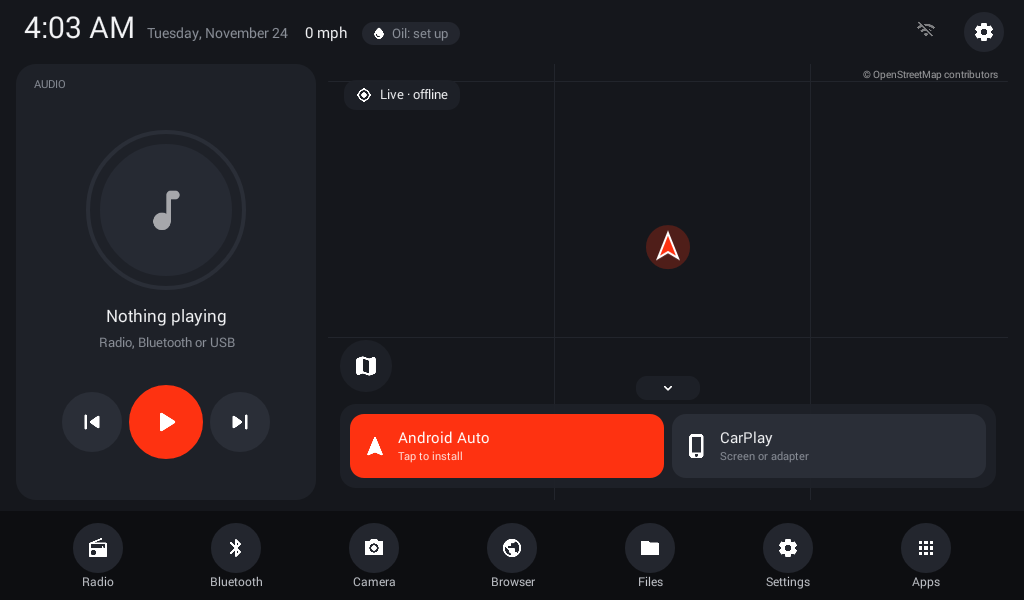 4:03 AM
Tuesday, November 24
0 mph
Oil: set up
AUDIO
© OpenStreetMap contributors
Live · offline
Nothing playing
Radio, Bluetooth or USB
Android Auto
Tap to install
CarPlay
Screen or adapter
Radio
Bluetooth
Camera
Browser
Files
Settings
Apps